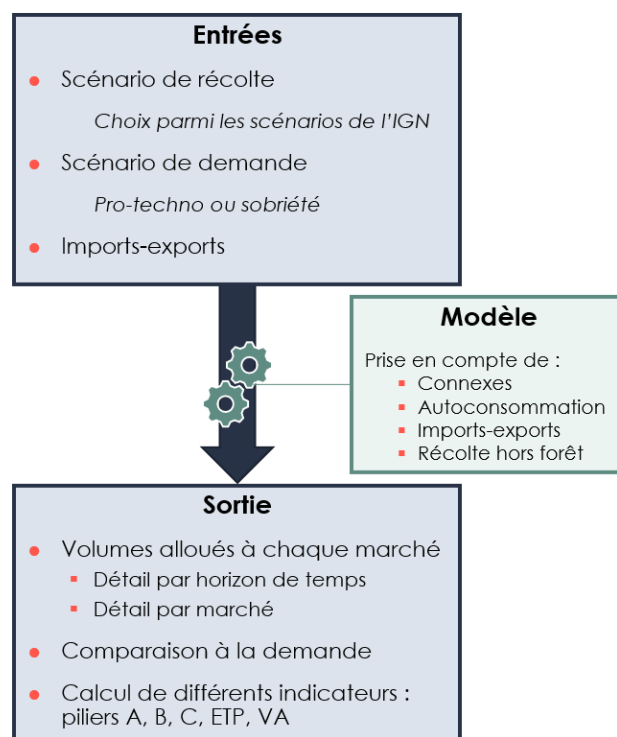 Entrées
Scénario de récolte
Choix parmi les scénarios de l'IGN
Scénario de demande
Pro-techno ou sobriété
Imports-exports
Modèle
Prise en compte de :
Connexes
Autoconsommation
Imports-exports
Récolte hors forêt
Sortie
Volumes alloués à chaque marché
Détail par horizon de temps
Détail par marché
Comparaison à la demande
Calcul de différents indicateurs :
piliers A, B, C, ETP, VA